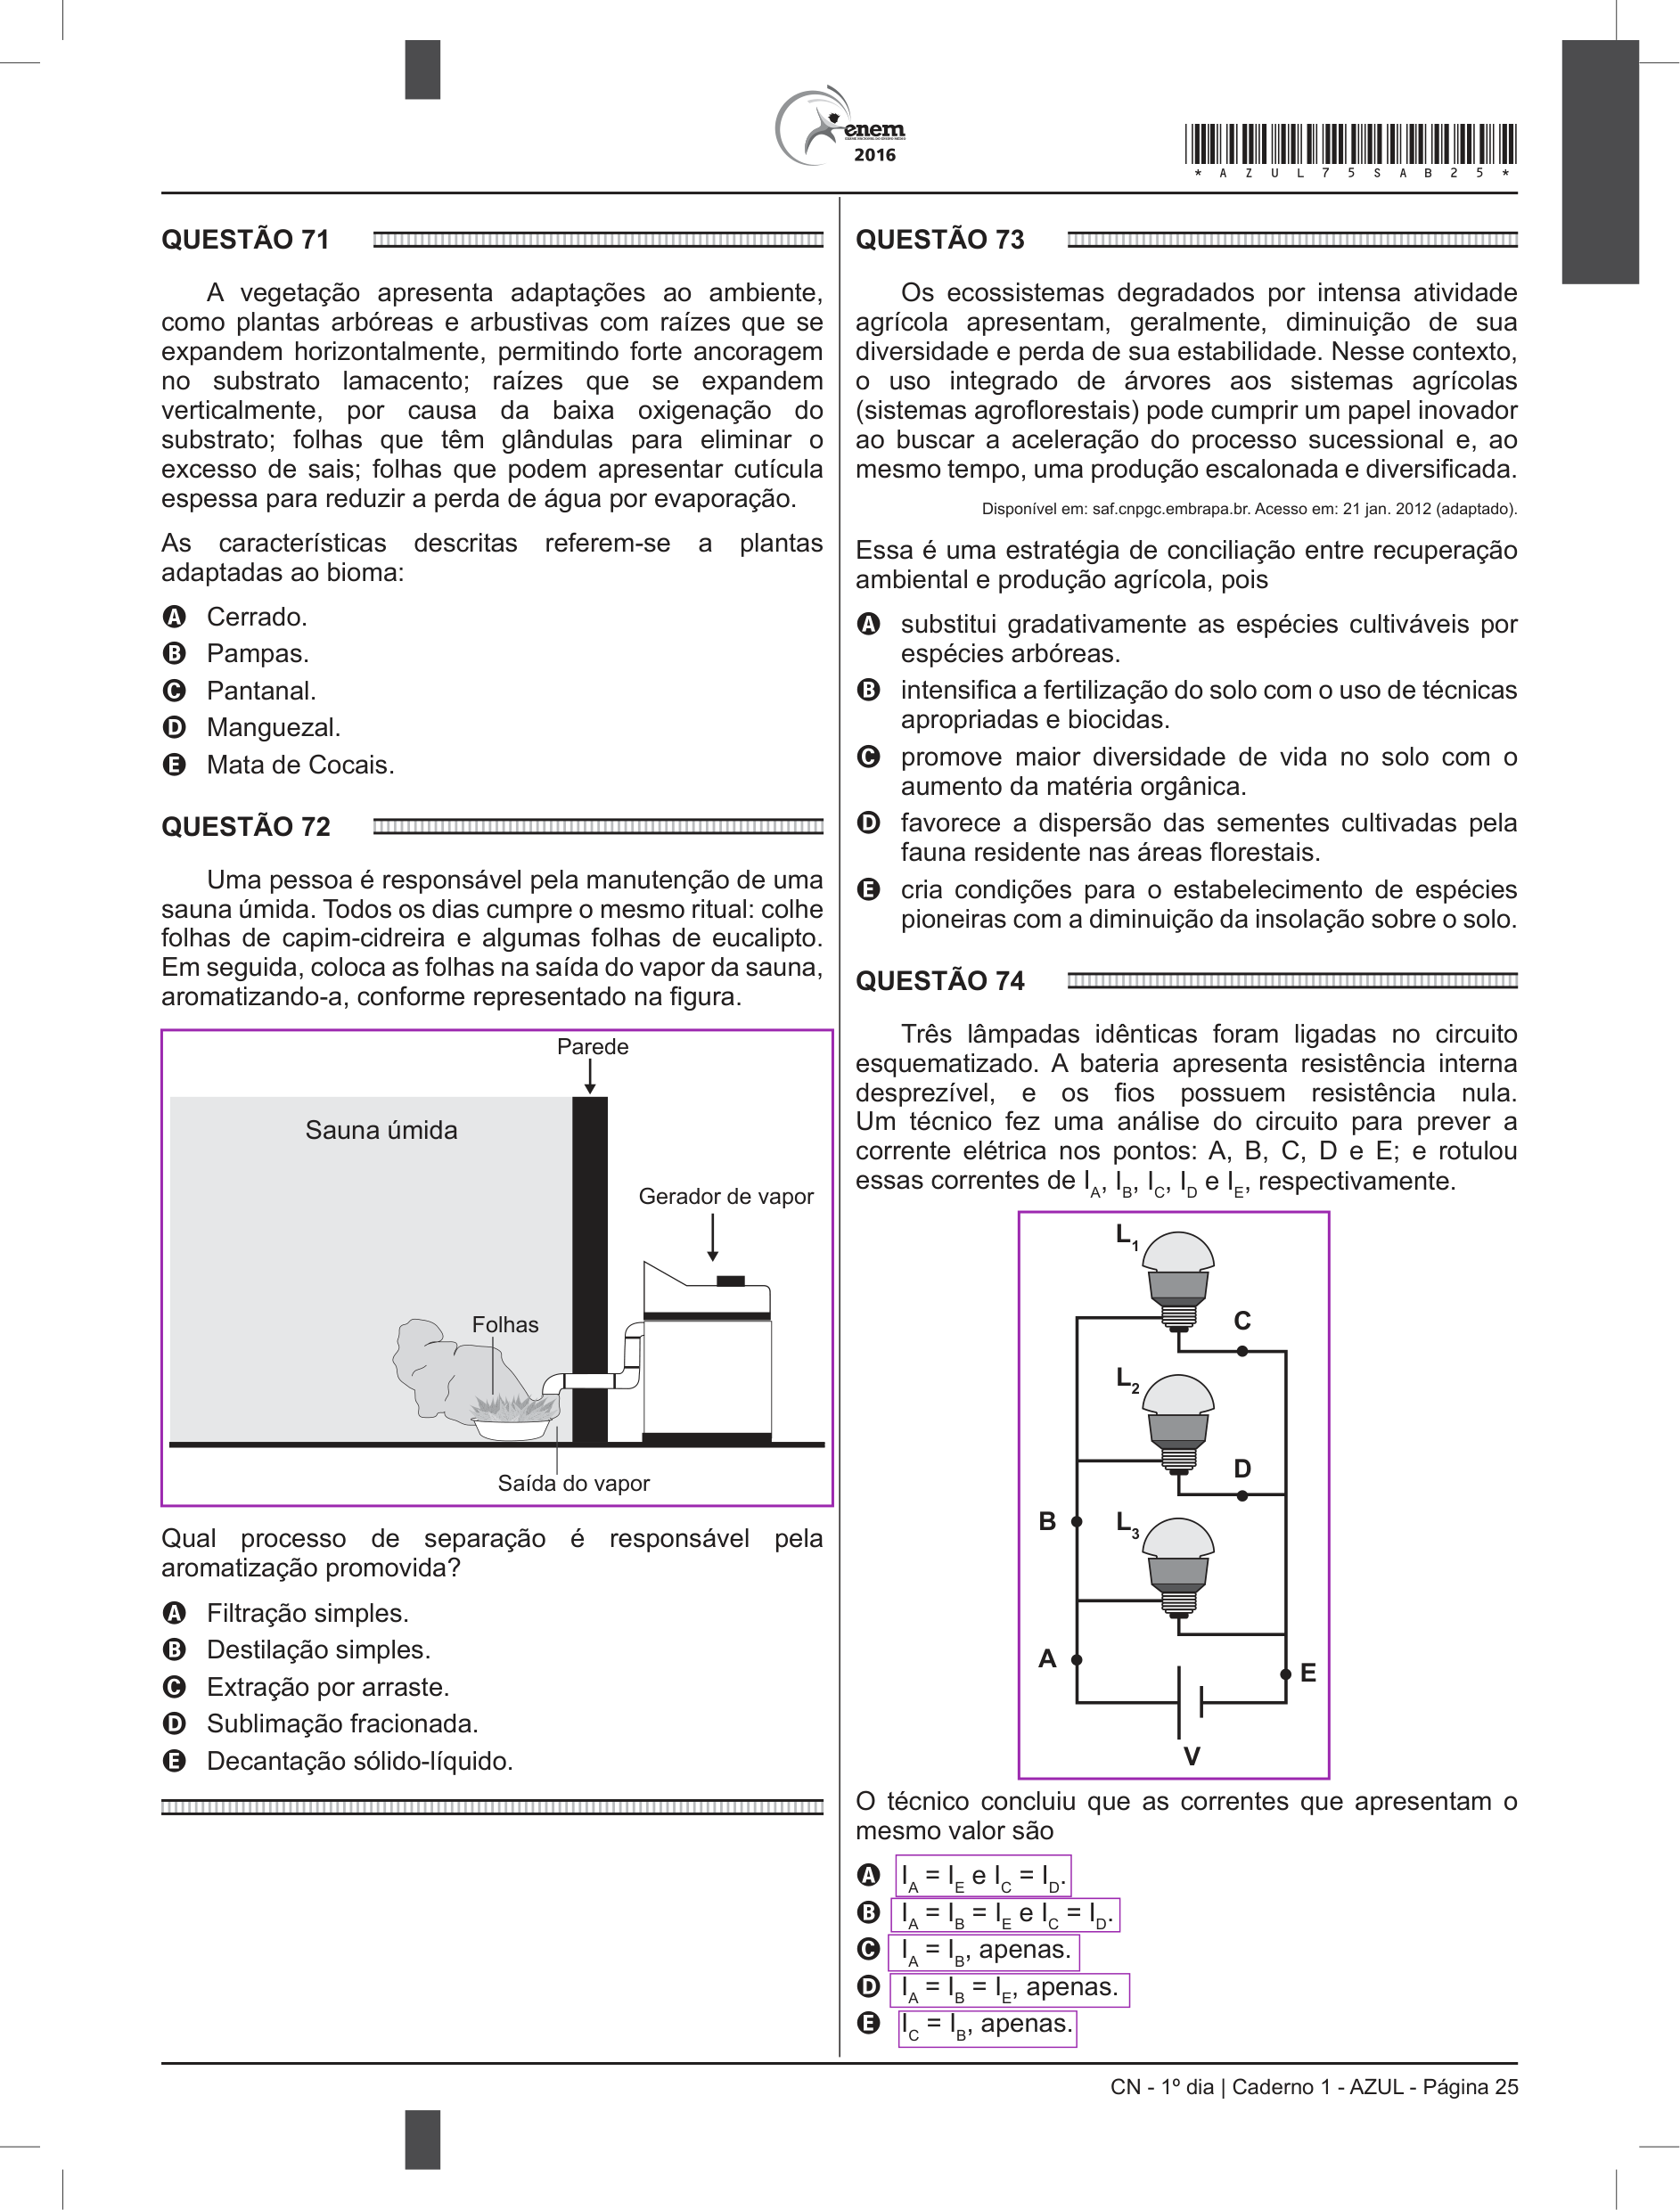 enem
2016
*AZUL75SAB25*
QUESTÃO 71
A vegetação apresenta adaptações ao ambiente,
como plantas arbóreas e arbustivas com raízes que se
expandem horizontalmente, permitindo forte ancoragem
no substrato lamacento; raízes que se expandem
verticalmente, por causa da baixa oxigenação do
substrato; folhas que têm glândulas para eliminar o
excesso de sais; folhas que podem apresentar cutícula
espessa para reduzir a perda de água por evaporação.
As características descritas referem-se a plantas
adaptadas ao bioma:
A Cerrado.
B Pampas.
C Pantanal.
D Manguezal.
E Mata de Cocais.
QUESTÃO 72
Uma pessoa é responsável pela manutenção de uma
sauna úmida. Todos os dias cumpre o mesmo ritual: colhe
folhas de capim-cidreira e algumas folhas de eucalipto.
Em seguida, coloca as folhas na saída do vapor da sauna,
aromatizando-a, conforme representado na figura.
Parede
Sauna úmida
Gerador de vapor
Folhas
Saída do vapor
Qual processo de separação é responsável pela
aromatização promovida?
A Filtração simples.
B Destilação simples.
C Extração por arraste.
D Sublimação fracionada.
E Decantação sólido-líquido.
QUESTÃO 73
Os ecossistemas degradados por intensa atividade
agrícola apresentam, geralmente, diminuição de sua
diversidade e perda de sua estabilidade. Nesse contexto,
o uso integrado de árvores aos sistemas agrícolas
(sistemas agroflorestais) pode cumprir um papel inovador
ao buscar a aceleração do processo sucessional e, ao
mesmo tempo, uma produção escalonada e diversificada.
Disponível em: saf.cnpgc.embrapa.br. Acesso em: 21 jan. 2012 (adaptado).
Essa é uma estratégia de conciliação entre recuperação
ambiental e produção agrícola, pois
A substitui gradativamente as espécies cultiváveis por
espécies arbóreas.
B intensifica a fertilização do solo com o uso de técnicas
apropriadas e biocidas.
C promove maior diversidade de vida no solo com o
aumento da matéria orgânica.
D favorece a dispersão das sementes cultivadas pela
fauna residente nas áreas florestais.
E cria condições para o estabelecimento de espécies
pioneiras com a diminuição da insolação sobre o solo.
QUESTÃO 74
Três lâmpadas idênticas foram ligadas no circuito
esquematizado. A bateria apresenta resistência interna
desprezível, e os fios possuem resistência nula.
Um técnico fez uma análise do circuito para prever a
corrente elétrica nos pontos: A, B, C, D e E; e rotulou
essas correntes de I_A, I_B, I_C, I_D e I_E, respectivamente.
L1
C
L2
D
B
L3
A
E
V
O técnico concluiu que as correntes que apresentam o
mesmo valor são
A I_A = I_E e I_C = I_D.
B I_A = I_B = I_E e I_C = I_D.
C I_A = I_B, apenas.
D I_A = I_B = I_E, apenas.
E I_C = I_B, apenas.
CN - 1º dia | Caderno 1 - AZUL - Página 25